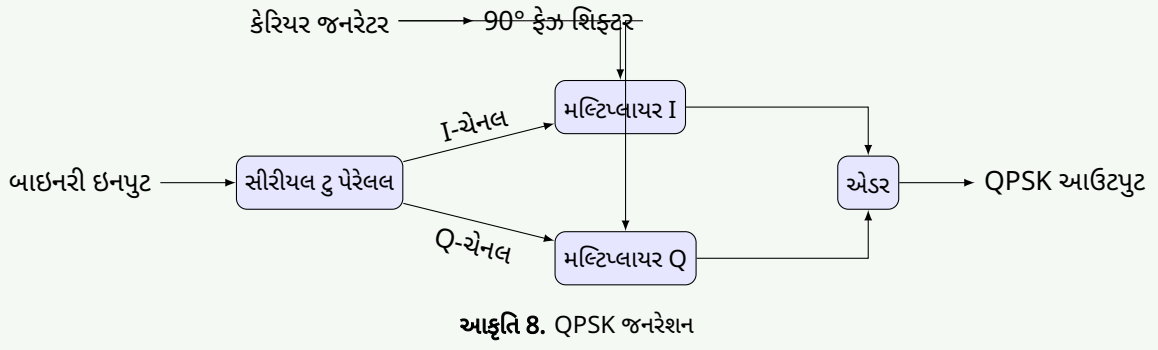 કેરિયર જનરેટર
90° ફેઝ શિફ્ટર
મલ્ટિપ્લાયર I
I-ચેનલ
બાઇનરી ઇનપુટ
સીરીયલ ટુ પેરેલલ
એડર
QPSK આઉટપુટ
Q-ચેનલ
મલ્ટિપ્લાયર Q
આકૃતિ 8. QPSK જનરેશન